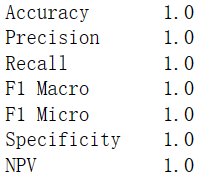 Accuracy 1.0
Precision 1.0
Recall 1.0
F1 Macro 1.0
F1 Micro 1.0
Specificity 1.0
NPV 1.0